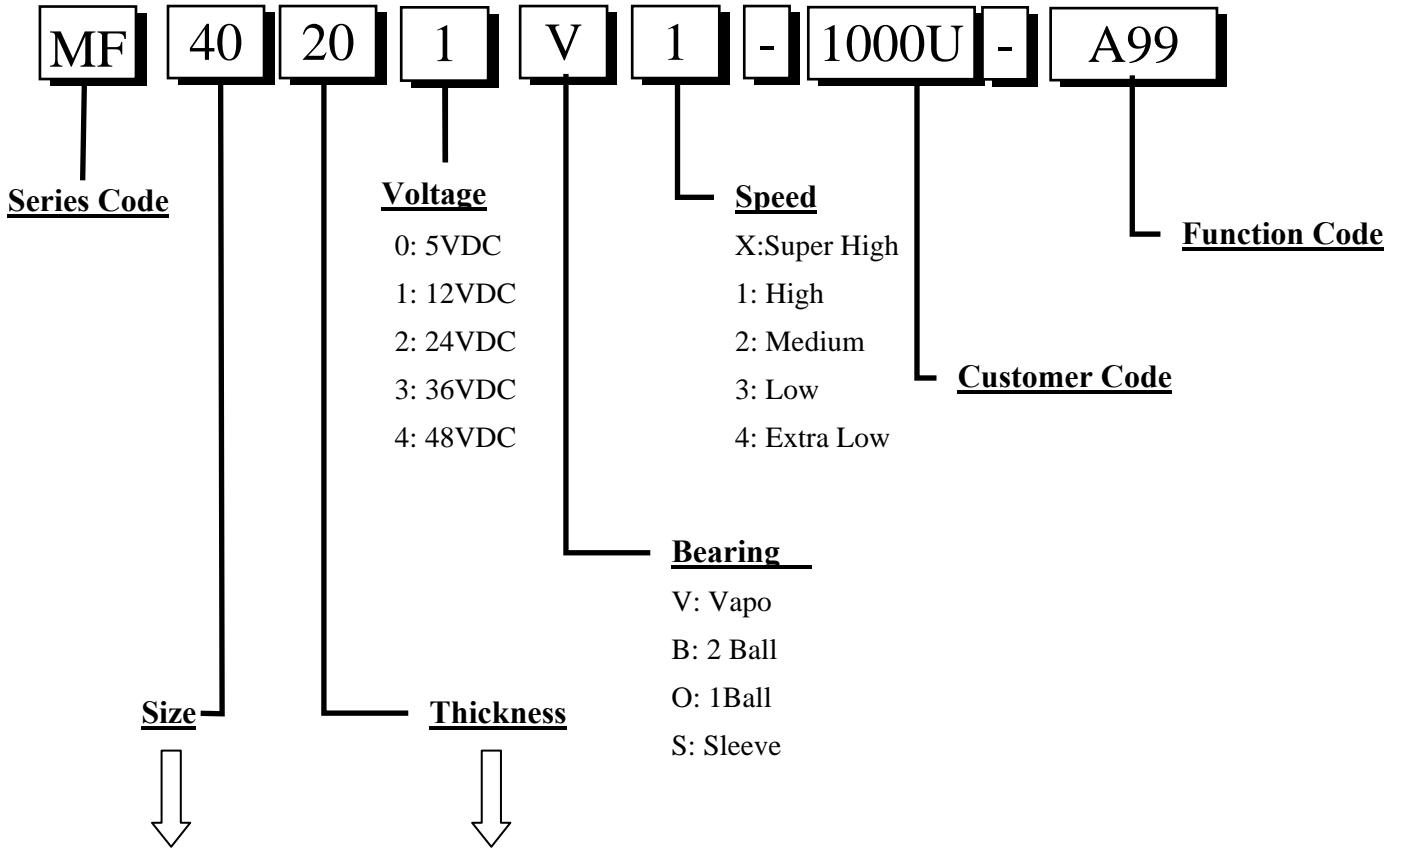 MF 40 20 1 V 1 - 1000U - A99
Series Code
Voltage
0: 5VDC
1: 12VDC
2: 24VDC
3: 36VDC
4: 48VDC
Speed
X:Super High
1: High
2: Medium
3: Low
4: Extra Low
Function Code
Customer Code
Bearing
V: Vapo
B: 2 Ball
O: 1Ball
S: Sleeve
Size
Thickness